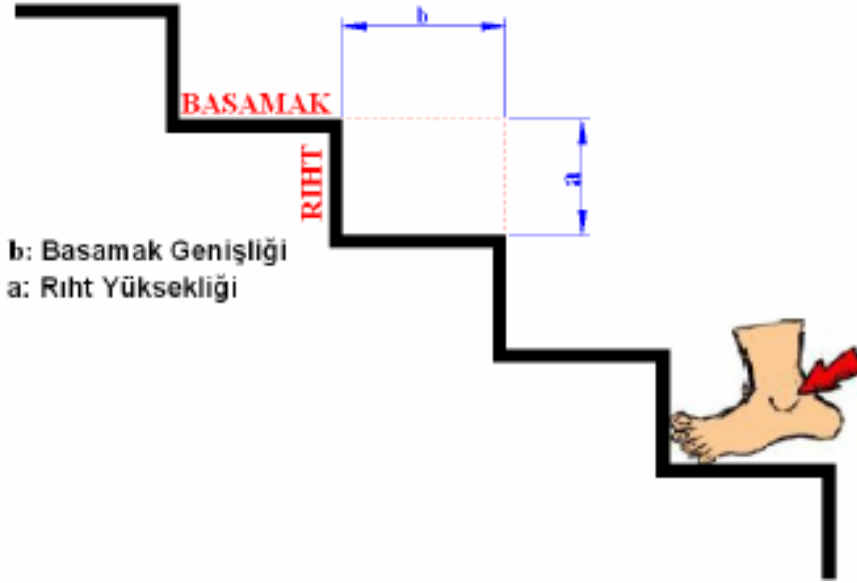 b
BASAMAK
RIHT
a
b: Basamak Genişliği
a: Rıht Yüksekliği